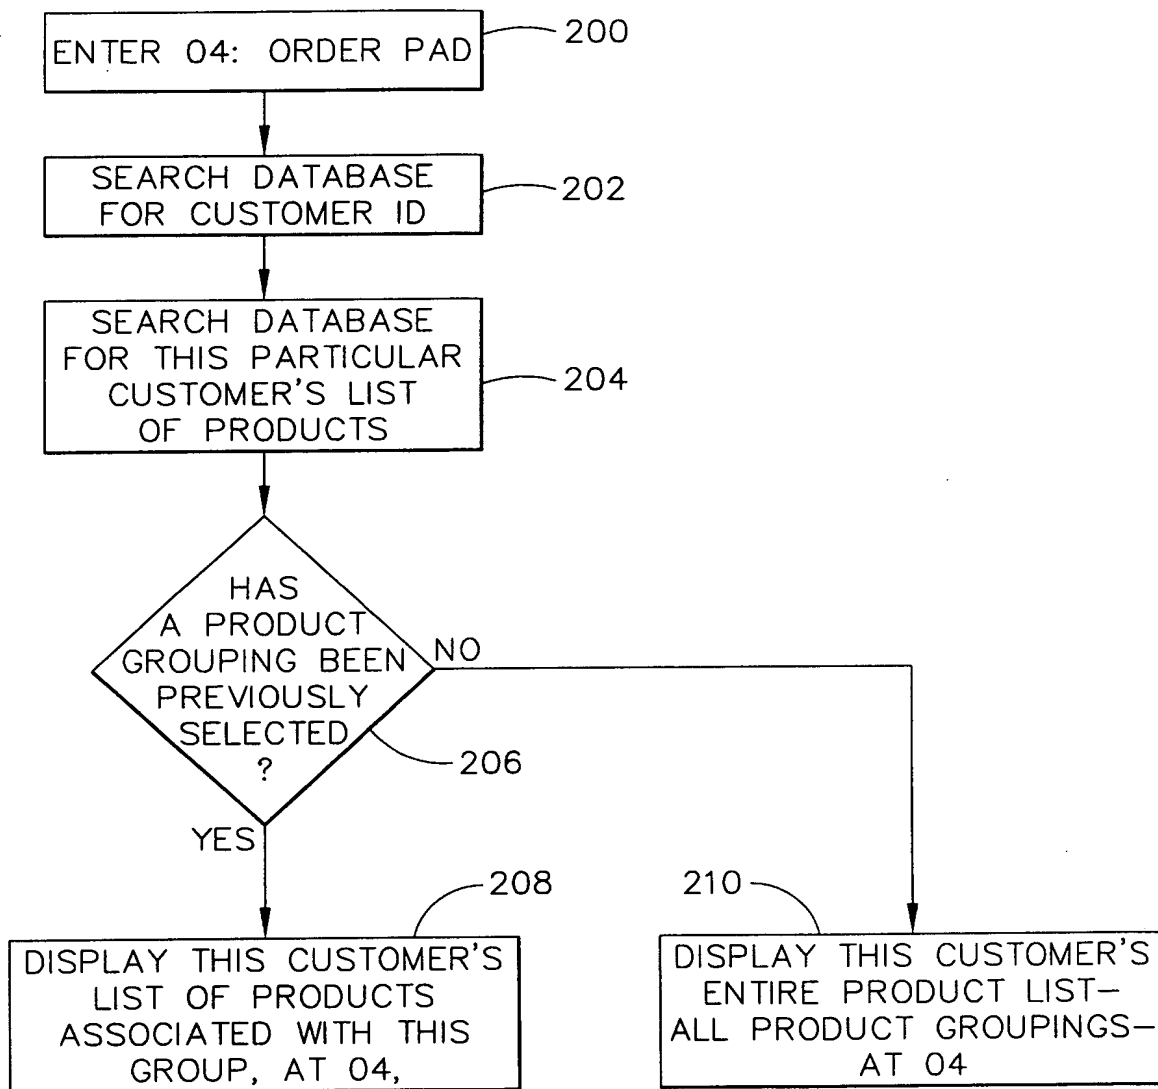 ENTER 04: ORDER PAD
200
SEARCH DATABASE
FOR CUSTOMER ID
202
SEARCH DATABASE
FOR THIS PARTICULAR
CUSTOMER'S LIST
OF PRODUCTS
204
HAS
A PRODUCT
GROUPING BEEN
PREVIOUSLY
SELECTED
?
206
NO
YES
208
DISPLAY THIS CUSTOMER'S
LIST OF PRODUCTS
ASSOCIATED WITH THIS
GROUP, AT 04,
210
DISPLAY THIS CUSTOMER'S
ENTIRE PRODUCT LIST–
ALL PRODUCT GROUPINGS–
AT 04